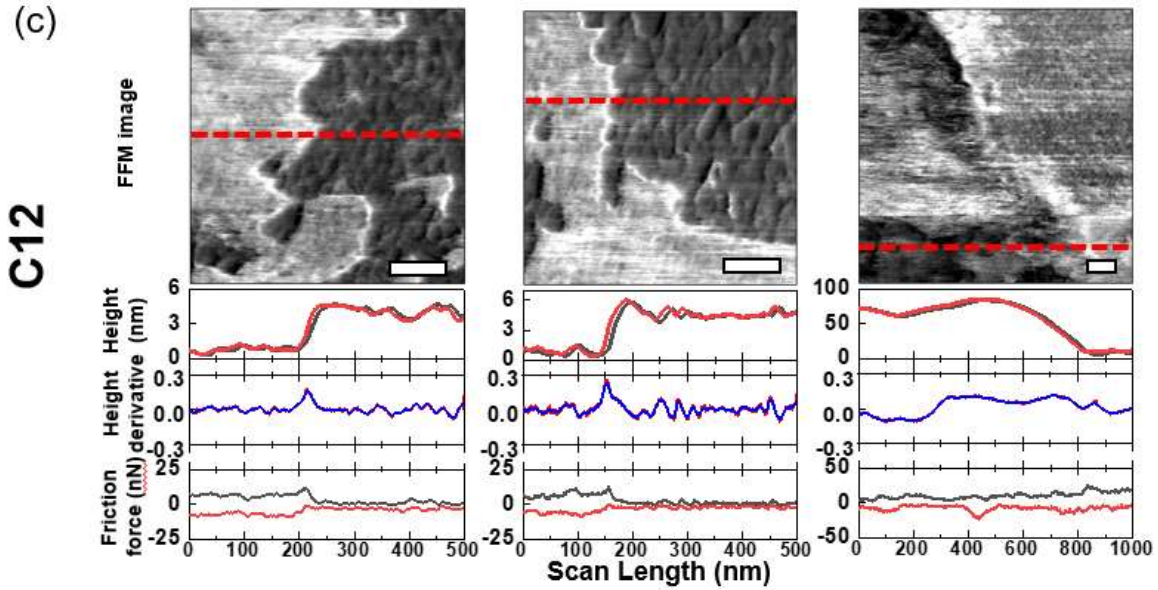 (c)
C12
FFM image
Height
(nm)
6
3
0
6
3
0
100
50
0
Height
derivative
0.3
0.0
-0.3
0.3
0.0
-0.3
0.3
0.0
-0.3
Friction
force (nN)
25
0
-25
25
0
-25
50
0
-50
0 100 200 300 400 500
0 100 200 300 400 500
0 200 400 600 800 1000
Scan Length (nm)